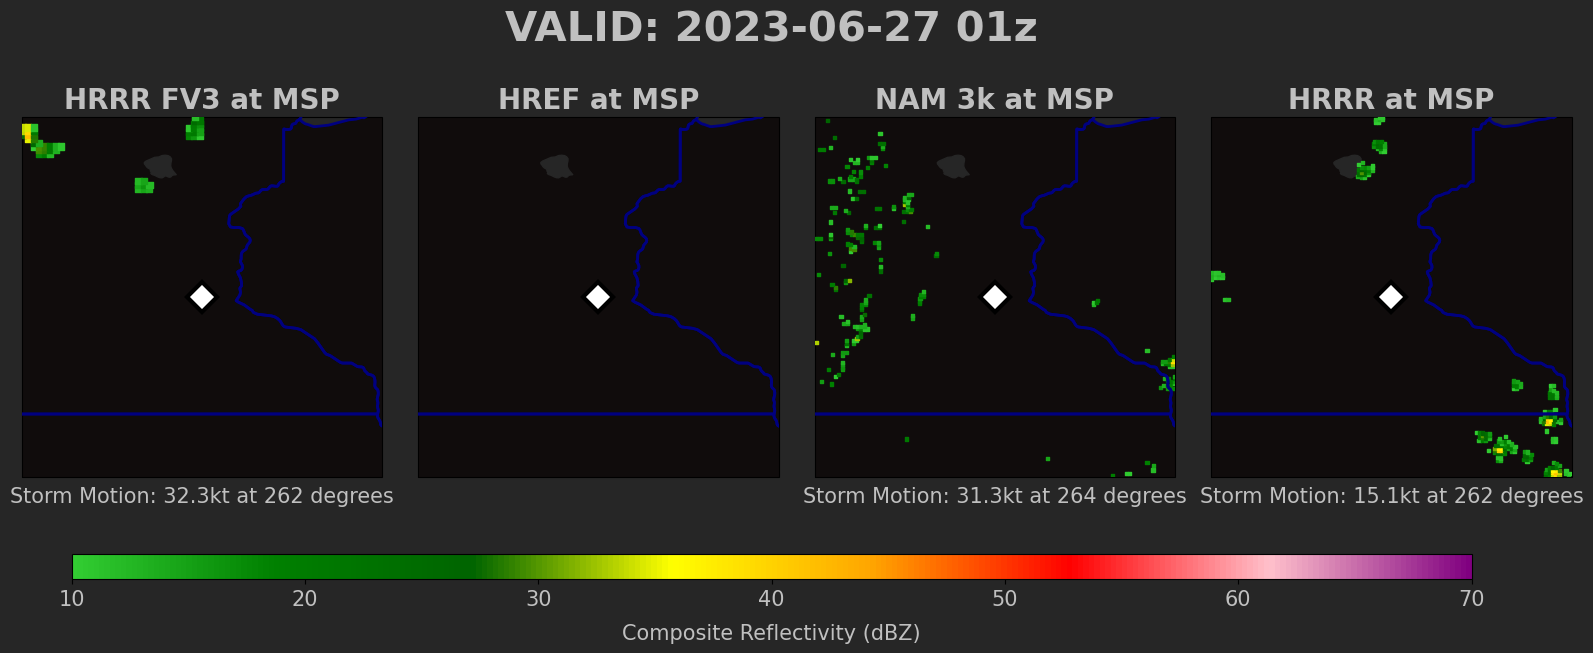 VALID: 2023-06-27 01z
HRRR FV3 at MSP
HREF at MSP
NAM 3k at MSP
HRRR at MSP
Storm Motion: 32.3kt at 262 degrees
Storm Motion: 31.3kt at 264 degrees
Storm Motion: 15.1kt at 262 degrees
10 20 30 40 50 60 70
Composite Reflectivity (dBZ)